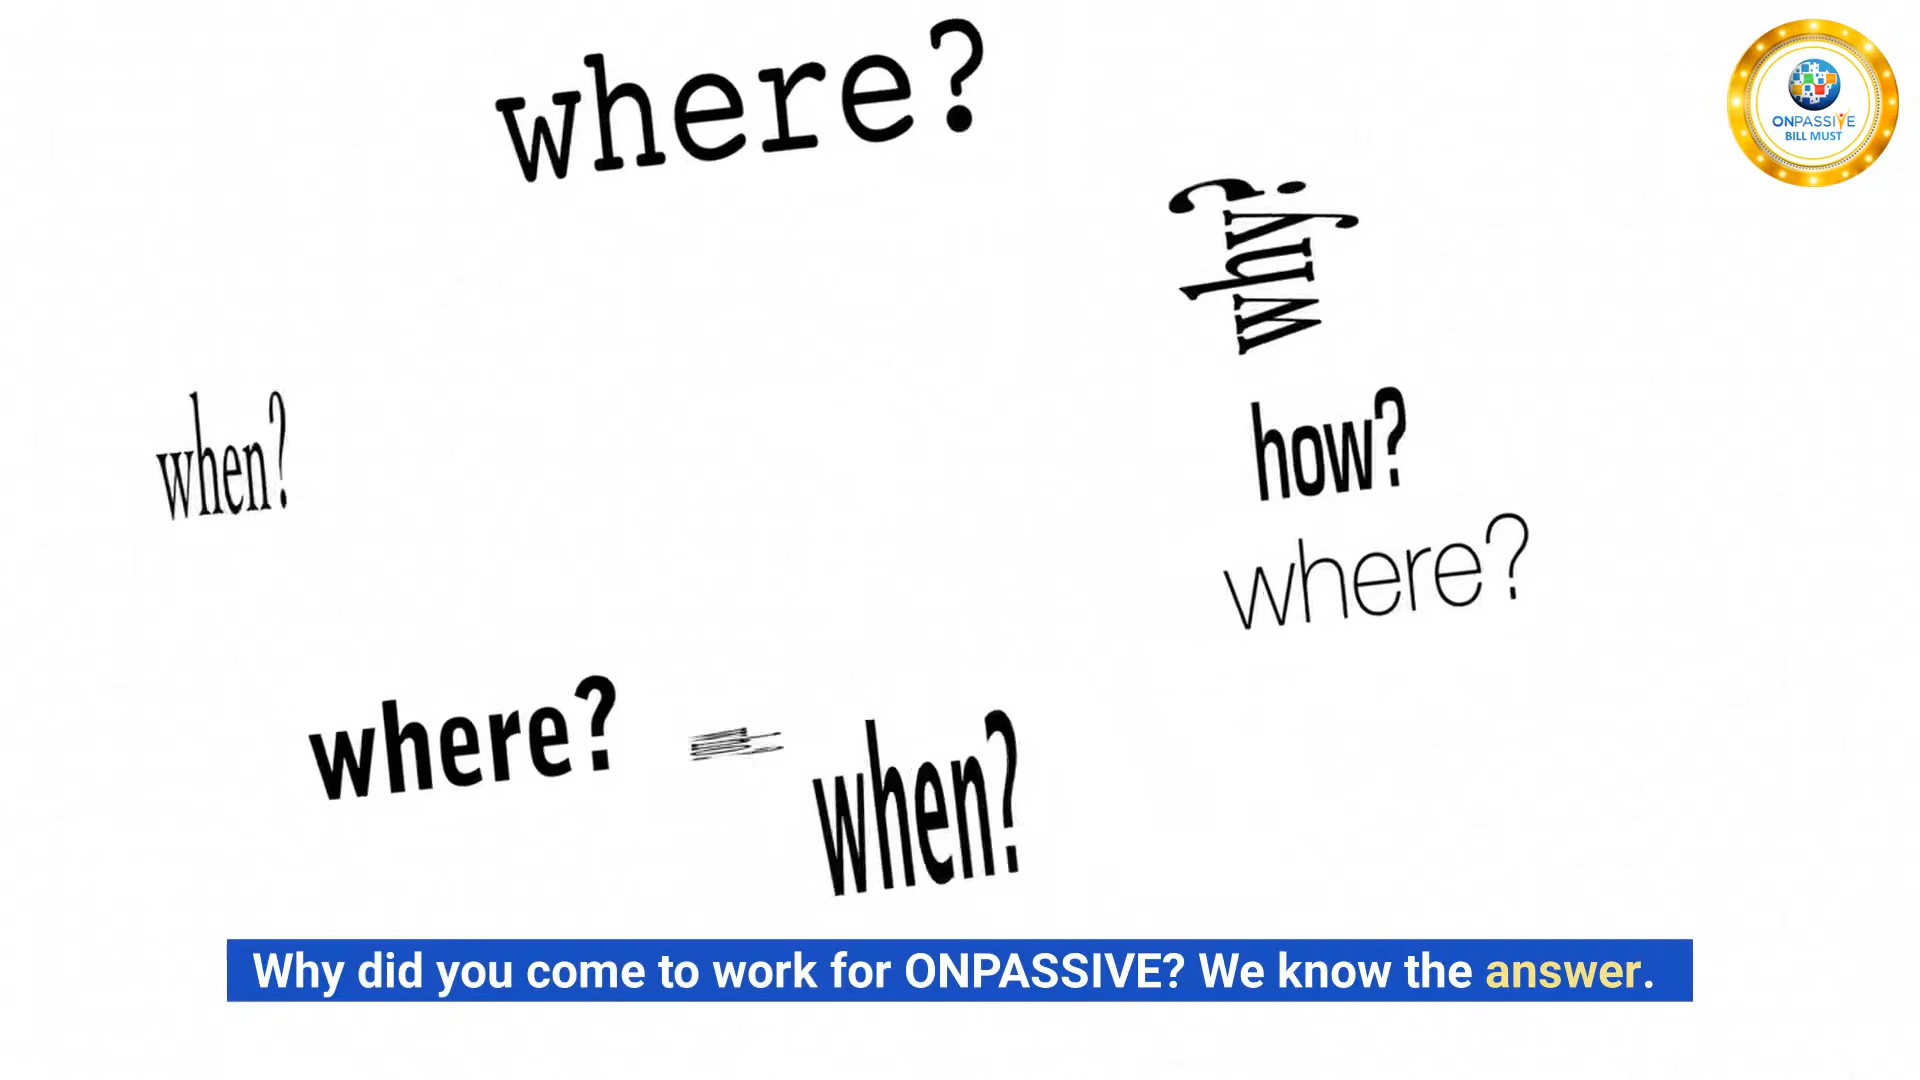 where?
ONPASSIVE
BILL MUST
why?
when?
how?
where?
where?
when?
Why did you come to work for ONPASSIVE? We know the answer.